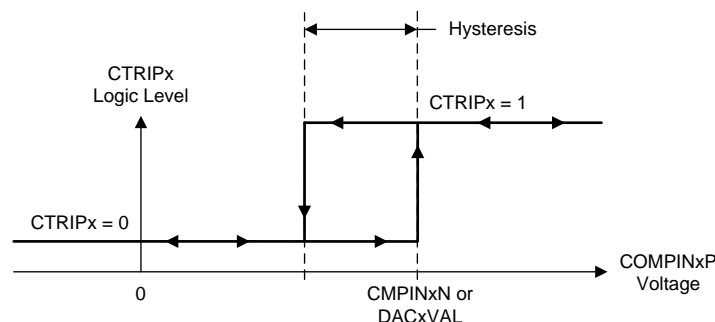 Hysteresis
CTRIPx
Logic Level
CTRIPx = 1
CTRIPx = 0
COMPINxP
Voltage
0
CMPINxN or
DACxVAL